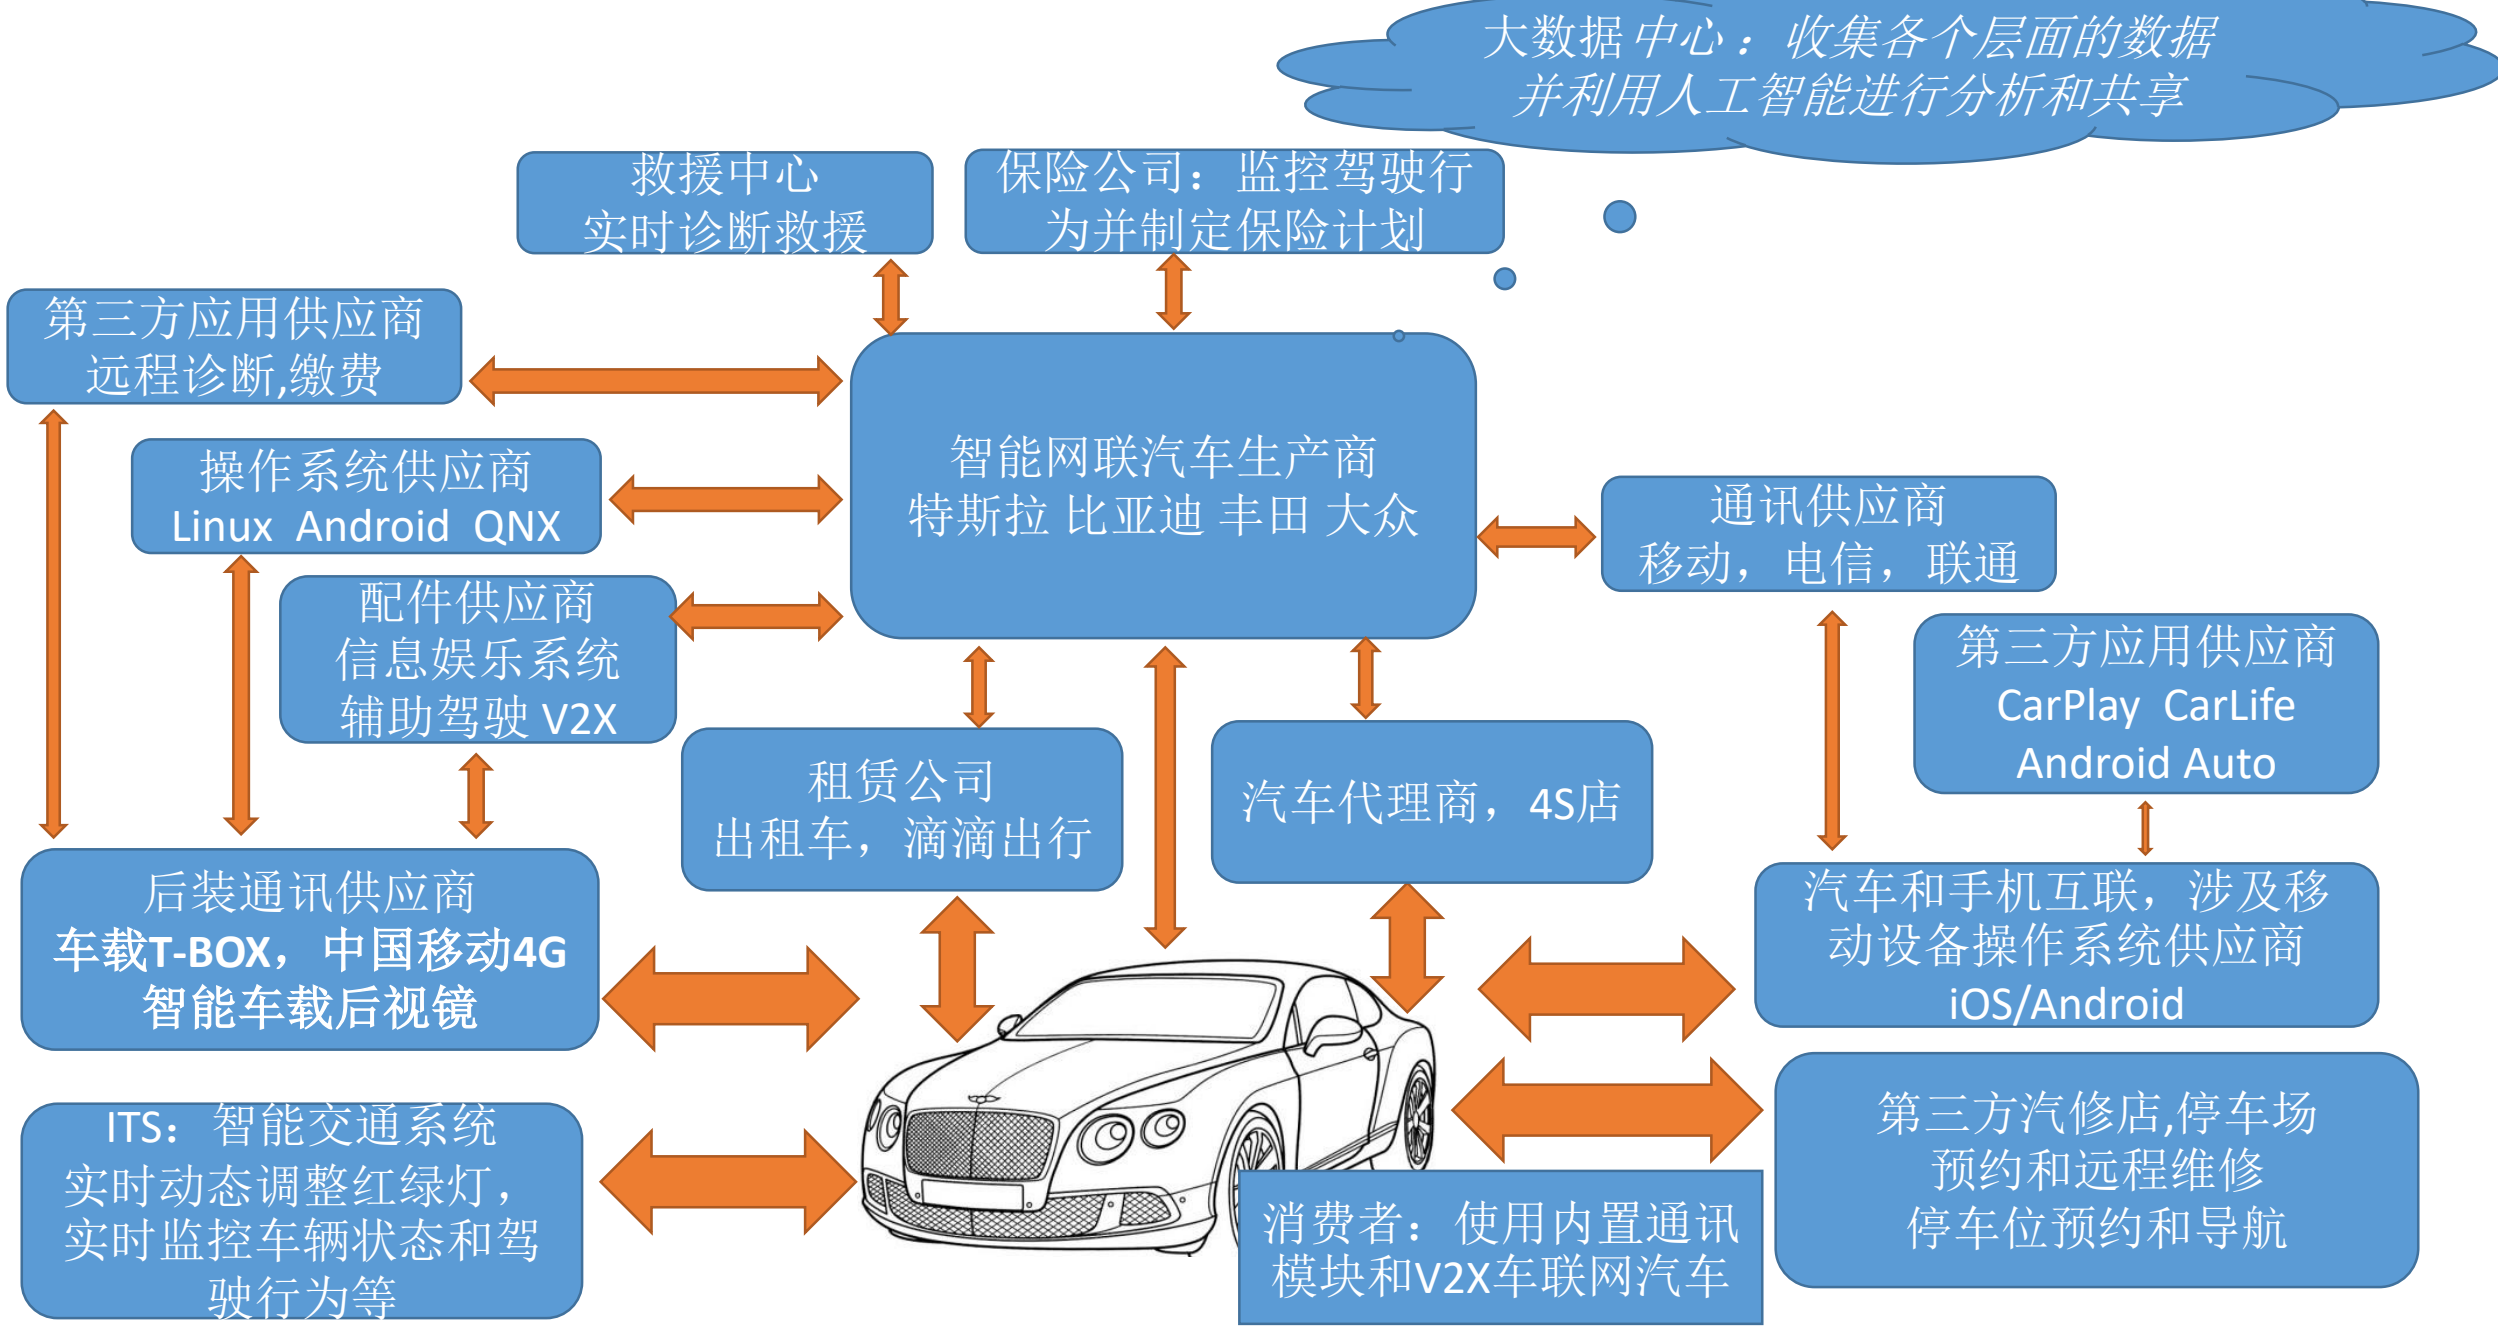 大数据中心：收集各个层面的数据
并利用人工智能进行分析和共享
救援中心
实时诊断救援
保险公司：监控驾驶行
为并制定保险计划
第三方应用供应商
远程诊断,缴费
操作系统供应商
Linux Android QNX
配件供应商
信息娱乐系统
辅助驾驶 V2X
智能网联汽车生产商
特斯拉 比亚迪 丰田 大众
通讯供应商
移动，电信，联通
第三方应用供应商
CarPlay CarLife
Android Auto
租赁公司
出租车，滴滴出行
汽车代理商，4S店
后装通讯供应商
车载T-BOX，中国移动4G
智能车载后视镜
汽车和手机互联，涉及移
动设备操作系统供应商
iOS/Android
ITS：智能交通系统
实时动态调整红绿灯，
实时监控车辆状态和驾
驶行为等
消费者：使用内置通讯
模块和V2X车联网汽车
第三方汽修店,停车场
预约和远程维修
停车位预约和导航